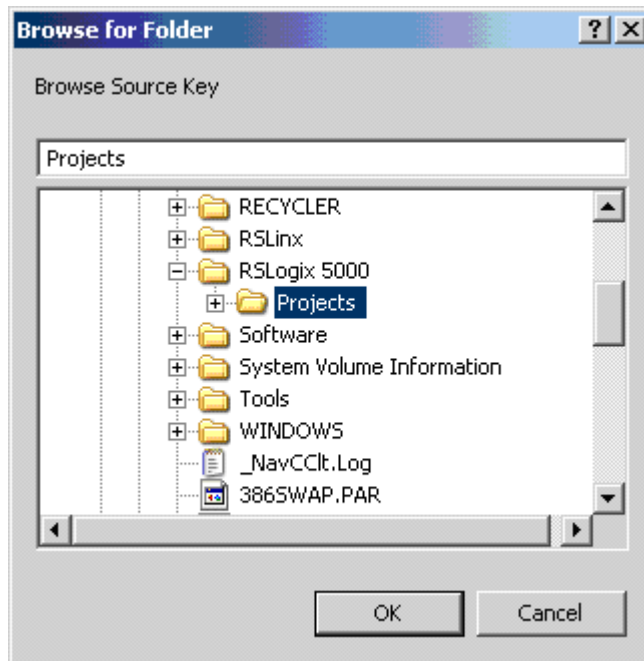 Browse for Folder
Browse Source Key
Projects
RECYCLER
RSLinx
RSLogix 5000
Projects
Software
System Volume Information
Tools
WINDOWS
_NavCClt.Log
386SWAP.PAR
OK Cancel